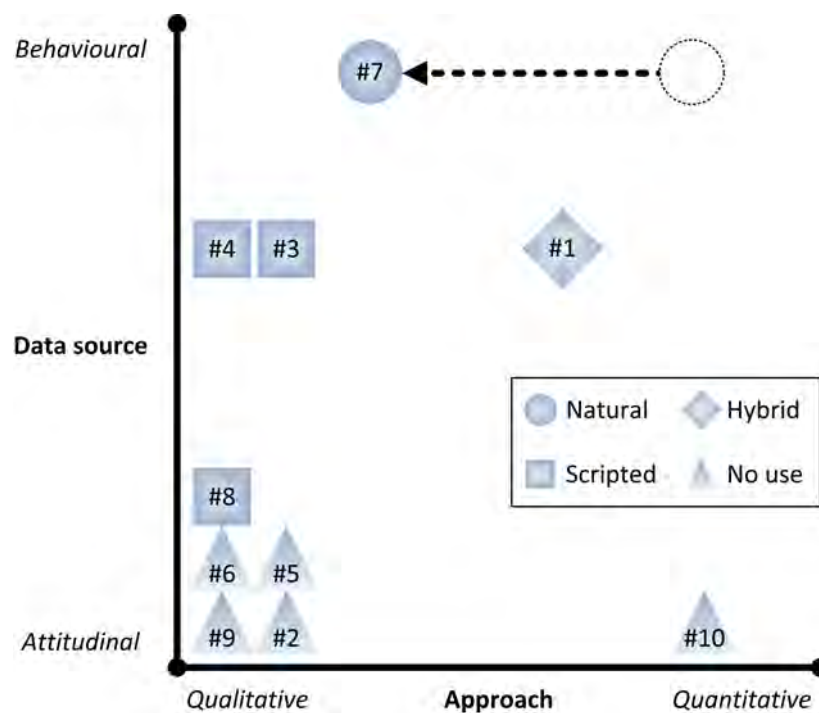 Behavioural
#7
#4 #3 #1
Data source
Natural Hybrid
Scripted No use
#8
#6 #5
#9 #2 #10
Attitudinal
Qualitative Approach Quantitative